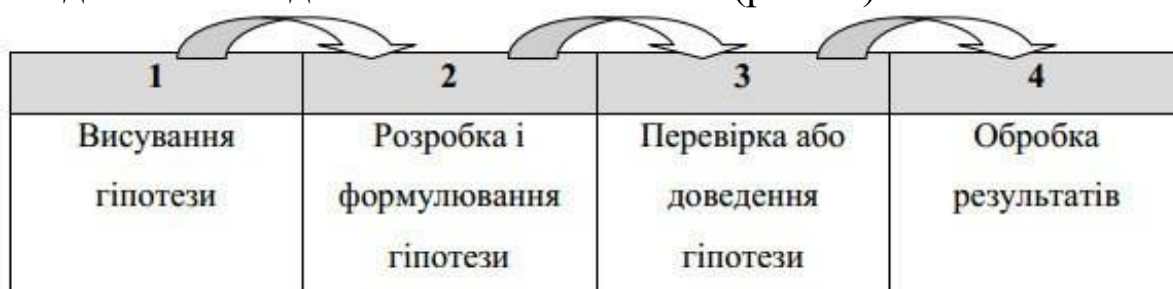 1 2 3 4
Висування Розробка і Перевірка або Обробка
гіпотези формулювання доведення результатів
гіпотези гіпотези